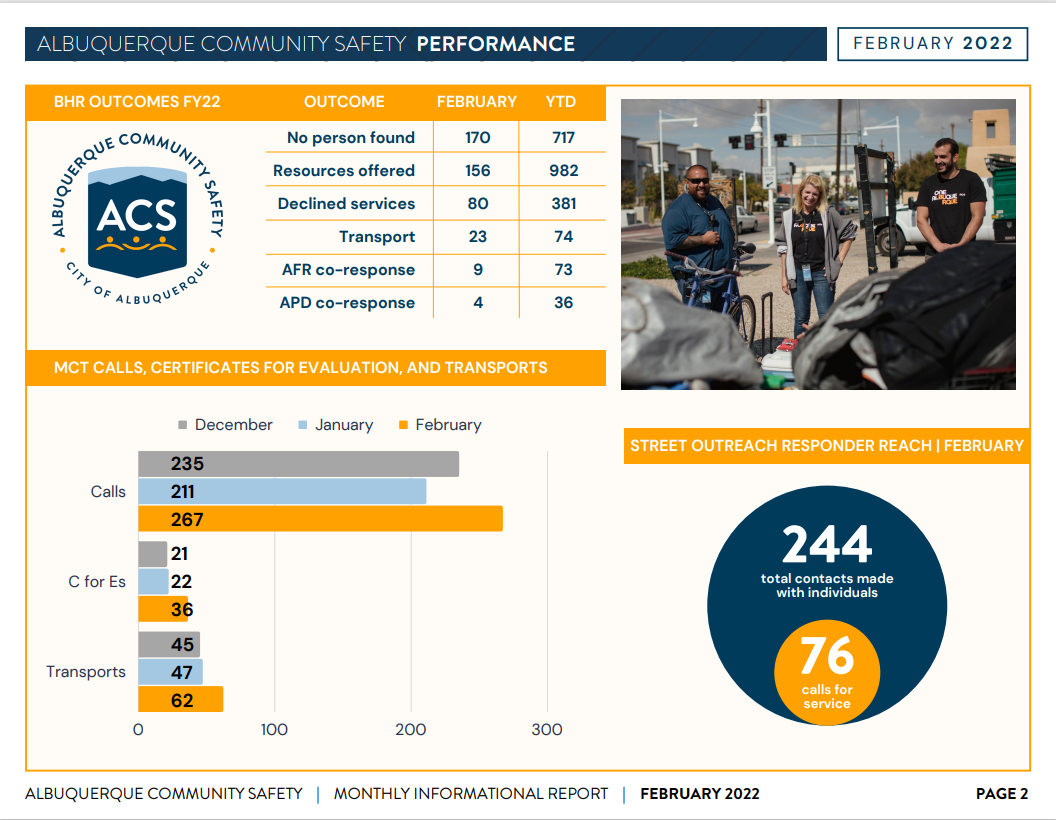 ALBUQUERQUE COMMUNITY SAFETY PERFORMANCE
FEBRUARY 2022
BHR OUTCOMES FY22 OUTCOME FEBRUARY YTD
ALBUQUERQUE COMMUNITY SAFETY
ACS
CITY OF ALBUQUERQUE
No person found 170 717
Resources offered 156 982
Declined services 80 381
Transport 23 74
AFR co-response 9 73
APD co-response 4 36
ONE
ALBUQUE
RQUE
MCT CALLS, CERTIFICATES FOR EVALUATION, AND TRANSPORTS
December January February
Calls
235
211
267
C for Es
21
22
36
Transports
45
47
62
0 100 200 300
STREET OUTREACH RESPONDER REACH | FEBRUARY
244
total contacts made
with individuals
76
calls for
service
ALBUQUERQUE COMMUNITY SAFETY | MONTHLY INFORMATIONAL REPORT | FEBRUARY 2022
PAGE 2